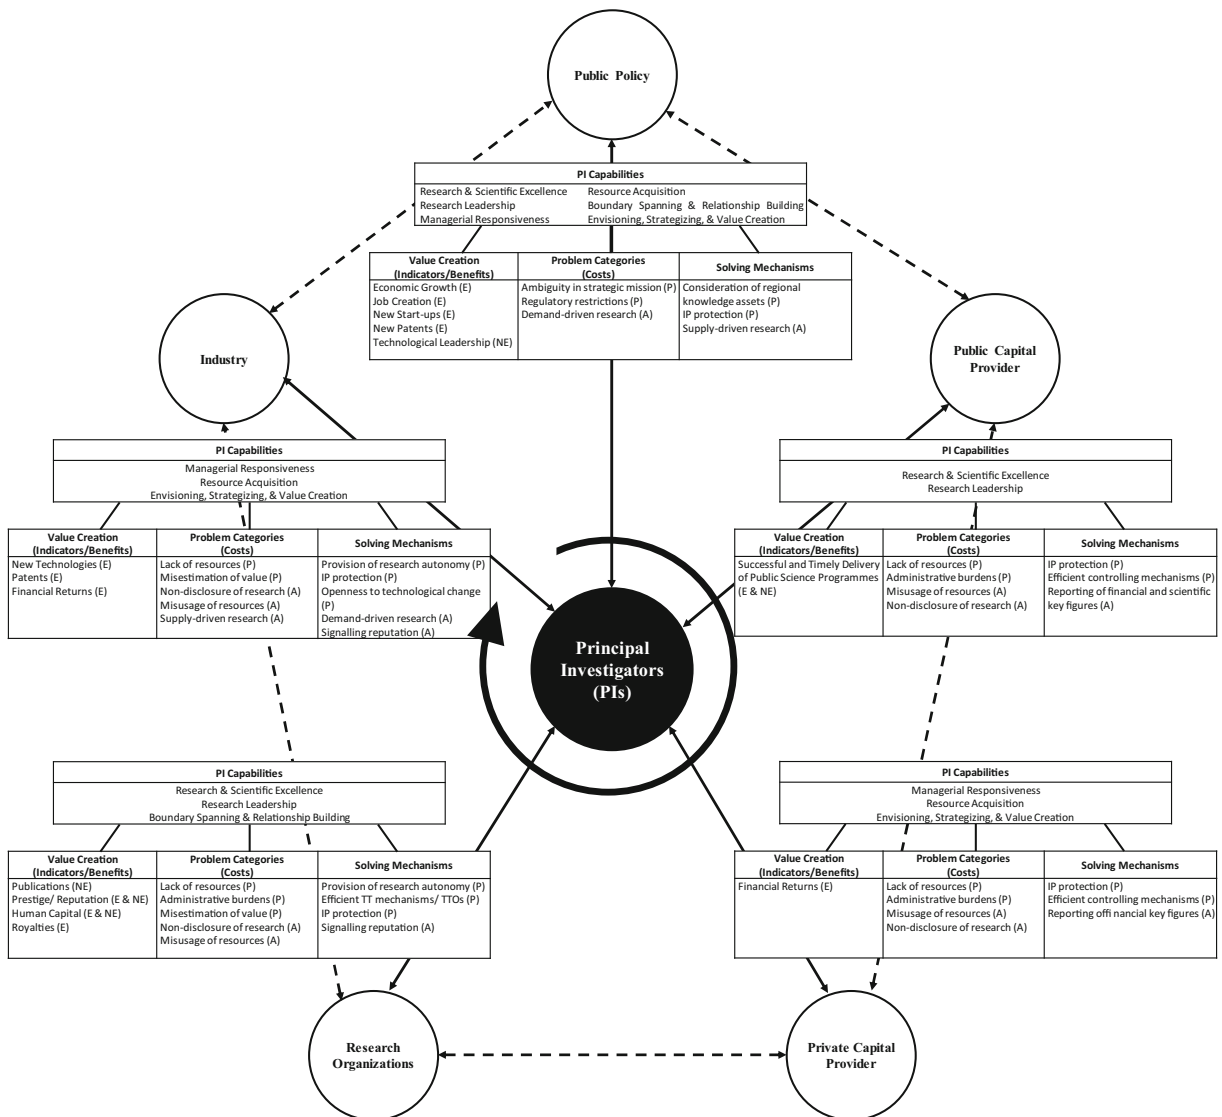 Public Policy
PI Capabilities
Research & Scientific Excellence
Research Leadership
Managerial Responsiveness
Resource Acquisition
Boundary Spanning & Relationship Building
Envisioning, Strategizing, & Value Creation
Value Creation
(Indicators/Benefits)
Economic Growth (E)
Job Creation (E)
New Start-ups (E)
New Patents (E)
Technological Leadership (NE)
Problem Categories
(Costs)
Ambiguity in strategic mission (P)
Regulatory restrictions (P)
Demand-driven research (A)
Solving Mechanisms
Consideration of regional
knowledge assets (P)
IP protection (P)
Supply-driven research (A)
Industry
PI Capabilities
Managerial Responsiveness
Resource Acquisition
Envisioning, Strategizing, & Value Creation
Value Creation
(Indicators/Benefits)
New Technologies (E)
Patents (E)
Financial Returns (E)
Problem Categories
(Costs)
Lack of resources (P)
Misestimation of value (P)
Non-disclosure of research (A)
Misusage of resources (A)
Supply-driven research (A)
Solving Mechanisms
Provision of research autonomy (P)
IP protection (P)
Openness to technological change
(P)
Demand-driven research (A)
Signalling reputation (A)
Public Capital
Provider
PI Capabilities
Research & Scientific Excellence
Research Leadership
Value Creation
(Indicators/Benefits)
Successful and Timely Delivery
of Public Science Programmes
(E & NE)
Problem Categories
(Costs)
Lack of resources (P)
Administrative burdens (P)
Misusage of resources (A)
Non-disclosure of research (A)
Solving Mechanisms
IP protection (P)
Efficient controlling mechanisms (P)
Reporting of financial and scientific
key figures (A)
Principal
Investigators
(PIs)
PI Capabilities
Research & Scientific Excellence
Research Leadership
Boundary Spanning & Relationship Building
Value Creation
(Indicators/Benefits)
Publications (NE)
Prestige/ Reputation (E & NE)
Human Capital (E & NE)
Royalties (E)
Problem Categories
(Costs)
Lack of resources (P)
Administrative burdens (P)
Misestimation of value (P)
Non-disclosure of research (A)
Misusage of resources (A)
Solving Mechanisms
Provision of research autonomy (P)
Efficient TT mechanisms/ TTOs (P)
IP protection (P)
Signalling reputation (A)
Research
Organizations
PI Capabilities
Managerial Responsiveness
Resource Acquisition
Envisioning, Strategizing, & Value Creation
Value Creation
(Indicators/Benefits)
Financial Returns (E)
Problem Categories
(Costs)
Lack of resources (P)
Administrative burdens (P)
Misusage of resources (A)
Non-disclosure of research (A)
Solving Mechanisms
IP protection (P)
Efficient controlling mechanisms (P)
Reporting offi nancial key figures (A)
Private Capital
Provider